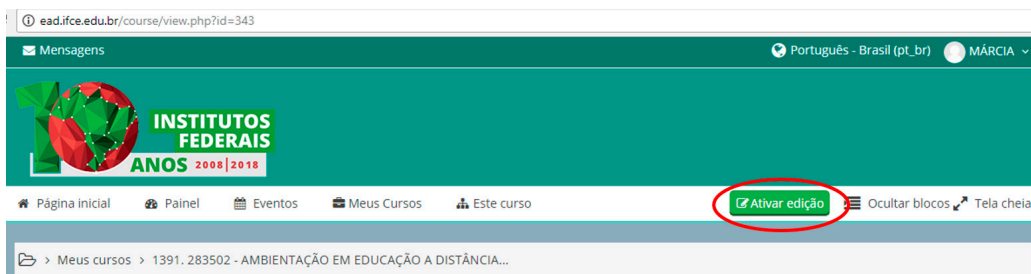 ead.ifce.edu.br/course/view.php?id=343
Mensagens Português - Brasil (pt_br) MÁRCIA
10 INSTITUTOS
FEDERAIS
ANOS 2008|2018
Página inicial Painel Eventos Meus Cursos Este curso Ativar edição Ocultar blocos Tela cheia
> Meus cursos > 1391. 283502 - AMBIENTAÇÃO EM EDUCAÇÃO A DISTÂNCIA...